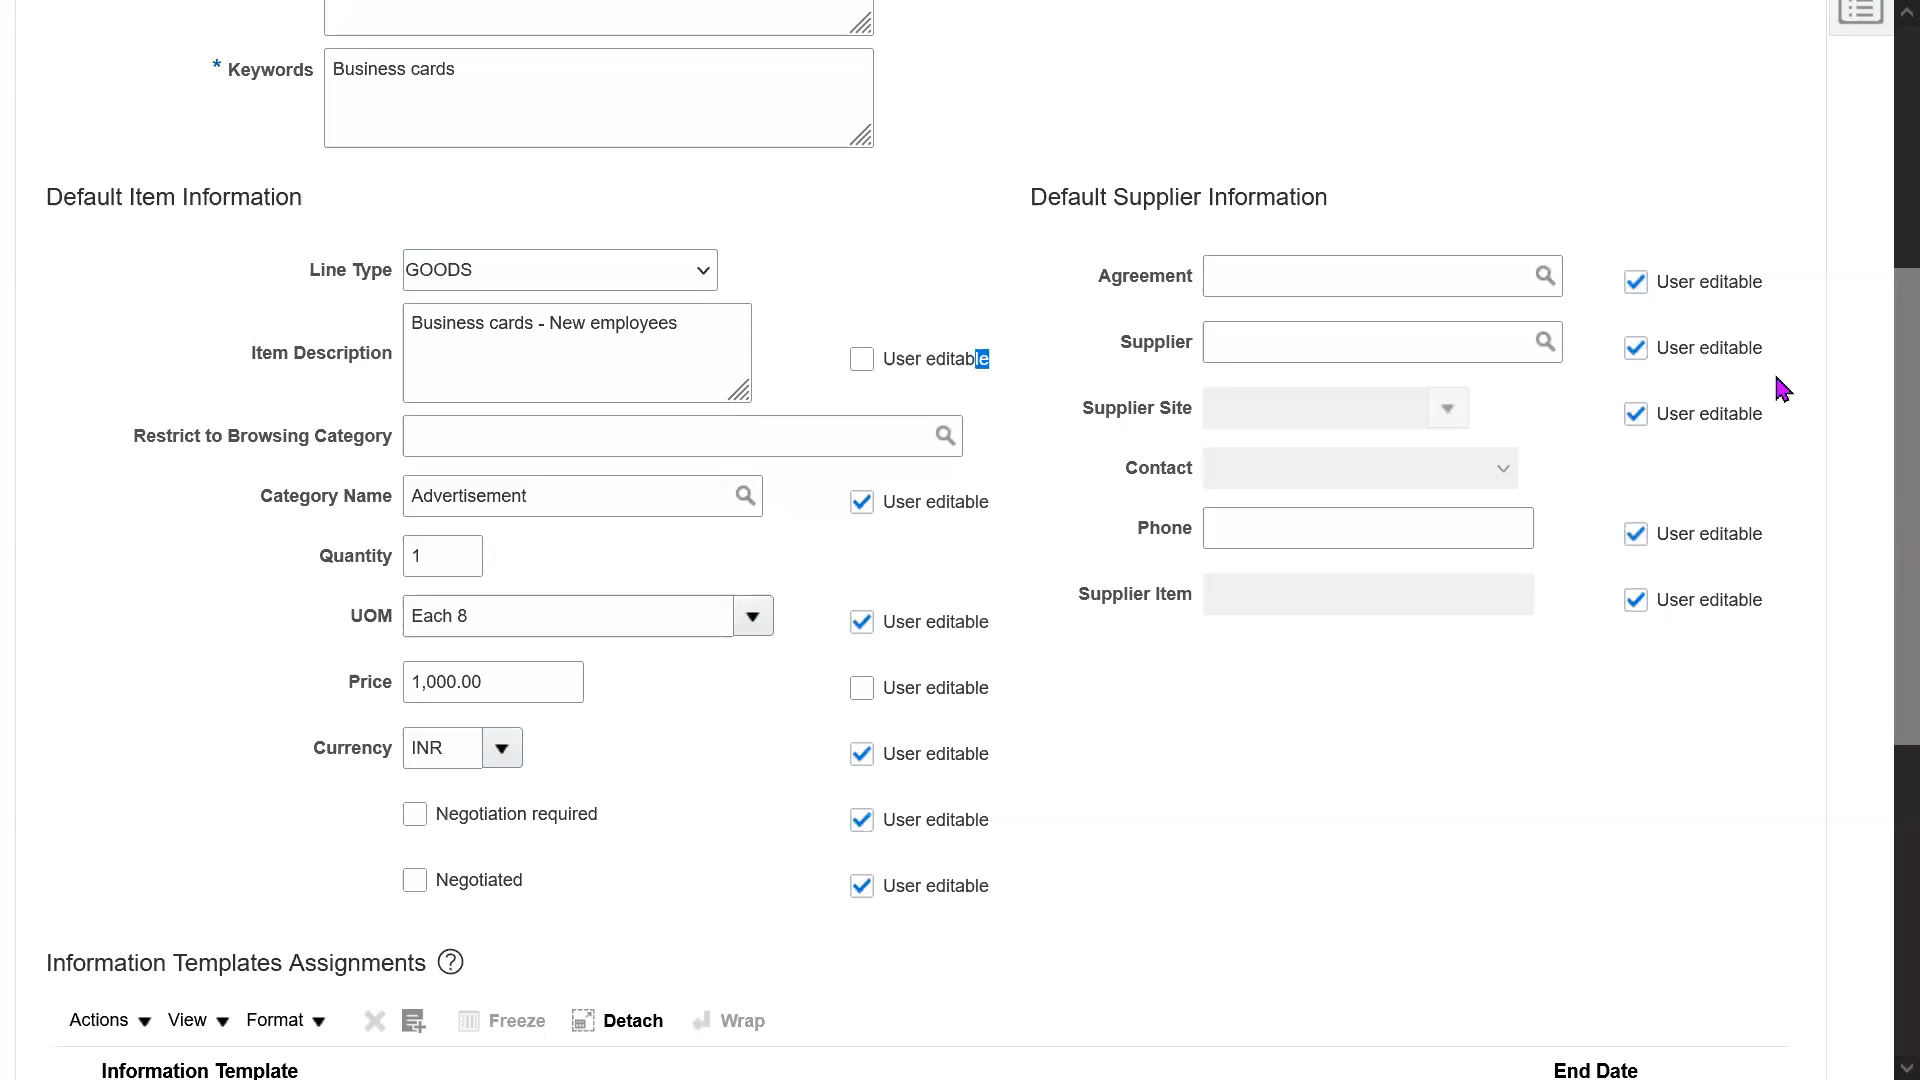 * Keywords Business cards
Default Item Information
Line Type GOODS
Item Description Business cards - New employees User editable
Restrict to Browsing Category
Category Name Advertisement User editable
Quantity 1
UOM Each 8 User editable
Price 1,000.00 User editable
Currency INR User editable
Negotiation required User editable
Negotiated User editable
Default Supplier Information
Agreement User editable
Supplier User editable
Supplier Site User editable
Contact
Phone User editable
Supplier Item User editable
Information Templates Assignments ?
Actions View Format Freeze Detach Wrap
Information Template End Date